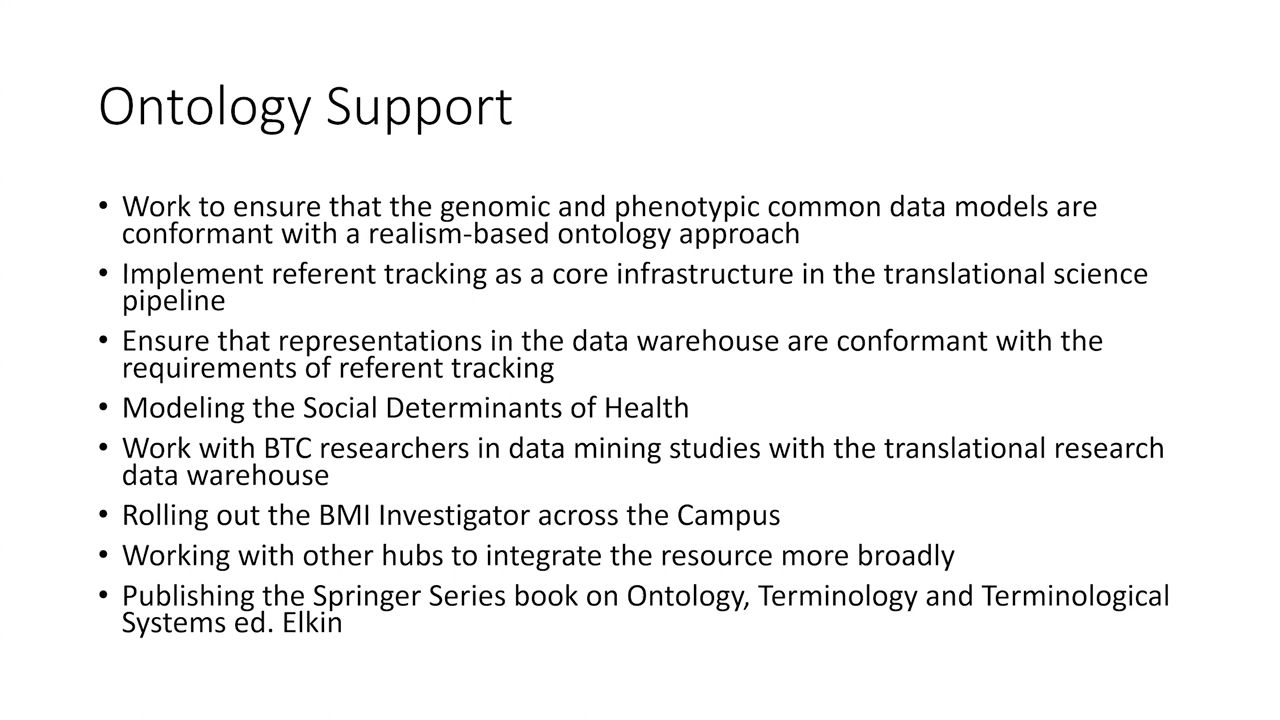 Ontology Support
• Work to ensure that the genomic and phenotypic common data models are
conformant with a realism-based ontology approach
• Implement referent tracking as a core infrastructure in the translational science
pipeline
• Ensure that representations in the data warehouse are conformant with the
requirements of referent tracking
• Modeling the Social Determinants of Health
• Work with BTC researchers in data mining studies with the translational research
data warehouse
• Rolling out the BMI Investigator across the Campus
• Working with other hubs to integrate the resource more broadly
• Publishing the Springer Series book on Ontology, Terminology and Terminological
Systems ed. Elkin